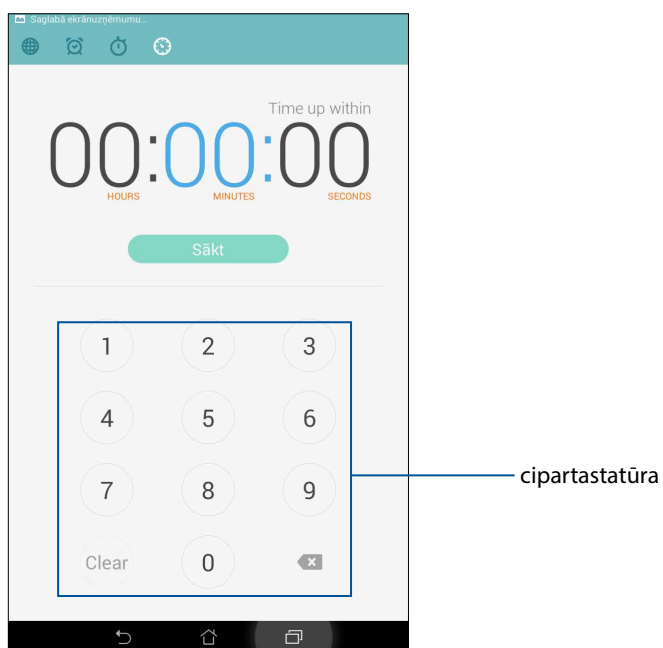 Saglabā ekrānuzņēmumu...
Time up within
00:00:00
HOURS MINUTES SECONDS
Sākt
1 2 3
4 5 6
7 8 9
cipartastatūra
Clear 0